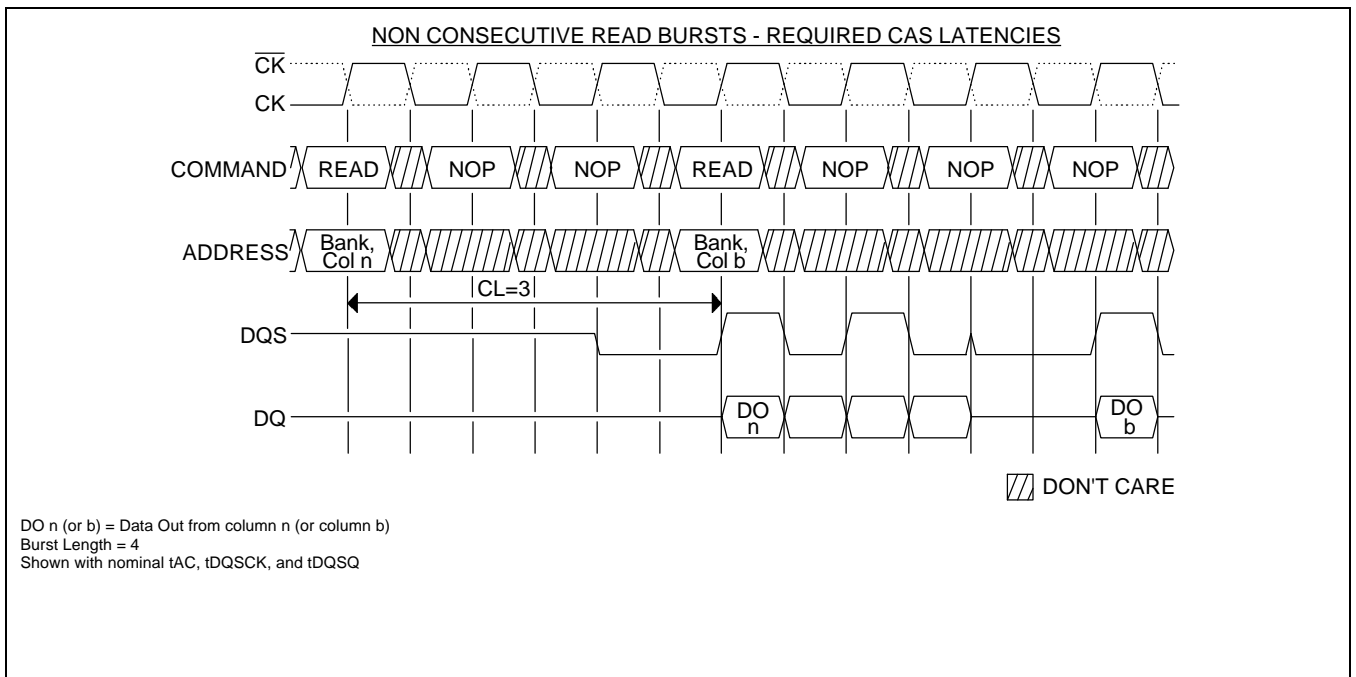 NON CONSECUTIVE READ BURSTS - REQUIRED CAS LATENCIES
CK
CK
COMMAND READ NOP NOP READ NOP NOP NOP
ADDRESS Bank, Col n Bank, Col b
CL=3
DQS
DQ DO n DO b
DON'T CARE
DO n (or b) = Data Out from column n (or column b)
Burst Length = 4
Shown with nominal tAC, tDQSCK, and tDQSQ